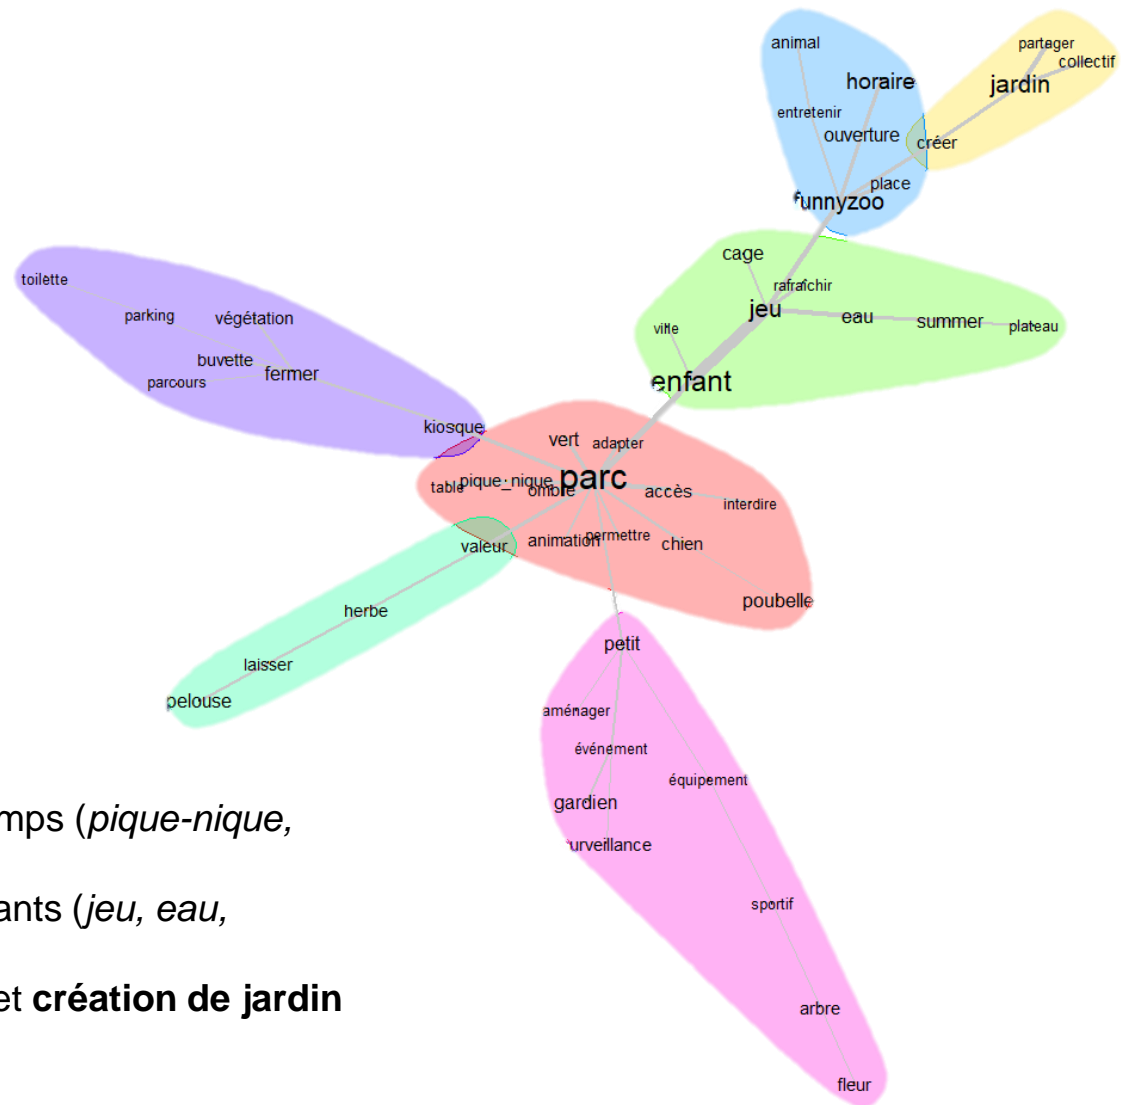 animal
partager
collectif
horaire
jardin
entretenir
ouverture
créer
place
funnyzoo
cage
toilette
rafraîchir
jeu
eau
summer
plateau
parking
végétation
ville
buvette
parcours
fermer
enfant
kiosque
vert
adapter
parc
table
pique_nique
ombre
accès
interdire
animation
permettre
chien
valeur
poubelle
herbe
petit
laisser
pelouse
aménager
événement
équipement
gardien
mps (pique-nique,
urveillance
ants (jeu, eau,
sportif
et création de jardin
arbre
fleur